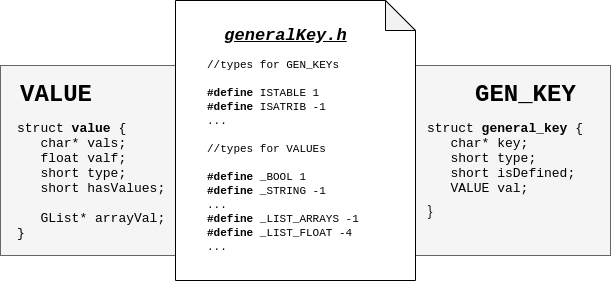 VALUE
struct value {
char* vals;
float valf;
short type;
short hasValues;
GList* arrayVal;
}
generalKey.h
//types for GEN_KEYs
#define ISTABLE 1
#define ISATRIB -1
...
//types for VALUEs
#define _BOOL 1
#define _STRING -1
...
#define _LIST_ARRAYS -1
#define _LIST_FLOAT -4
...
GEN_KEY
struct general_key {
char* key;
short type;
short isDefined;
VALUE val;
}